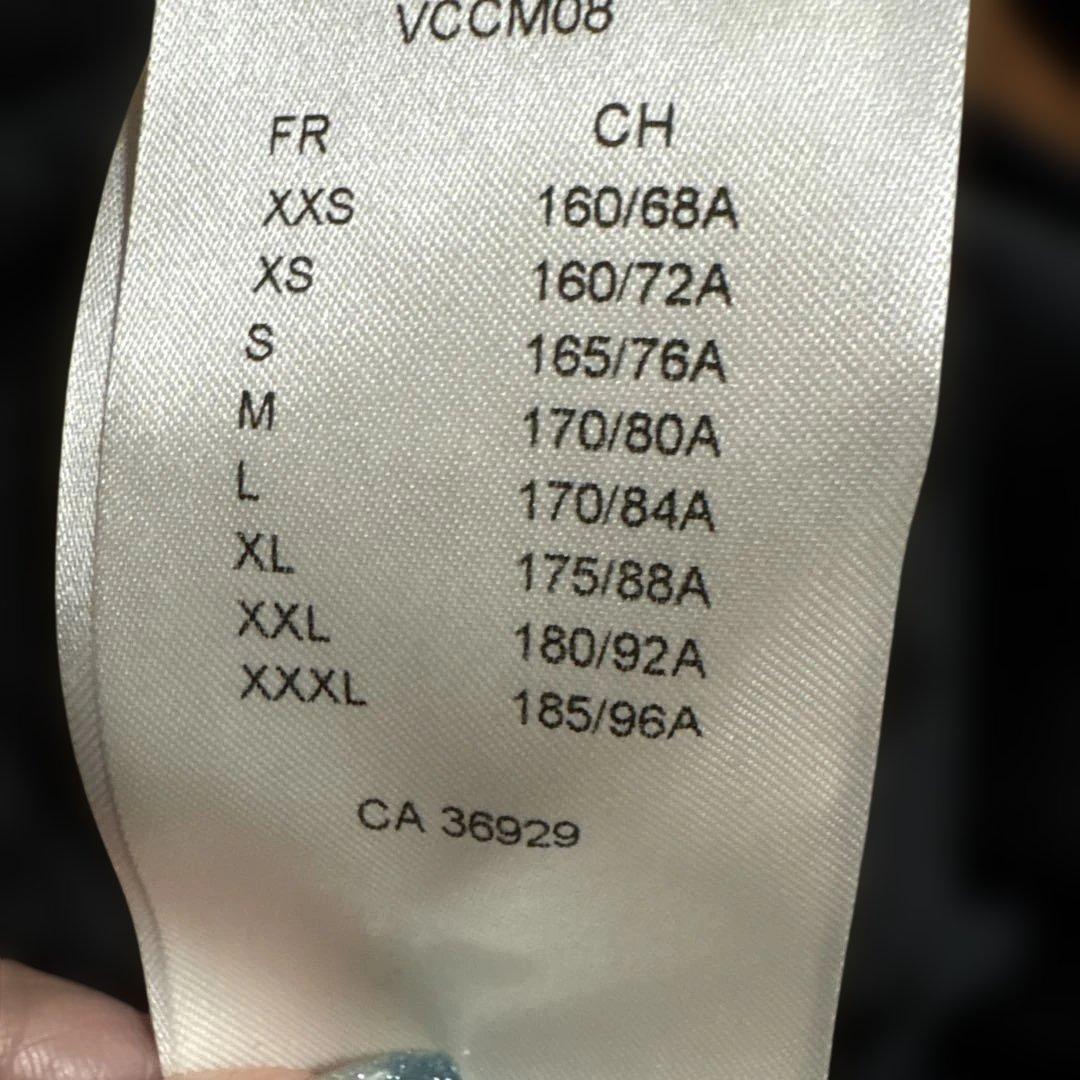 VCCM08
FR CH
XXS 160/68A
XS 160/72A
S 165/76A
M 170/80A
L 170/84A
XL 175/88A
XXL 180/92A
XXXL 185/96A
CA 36929